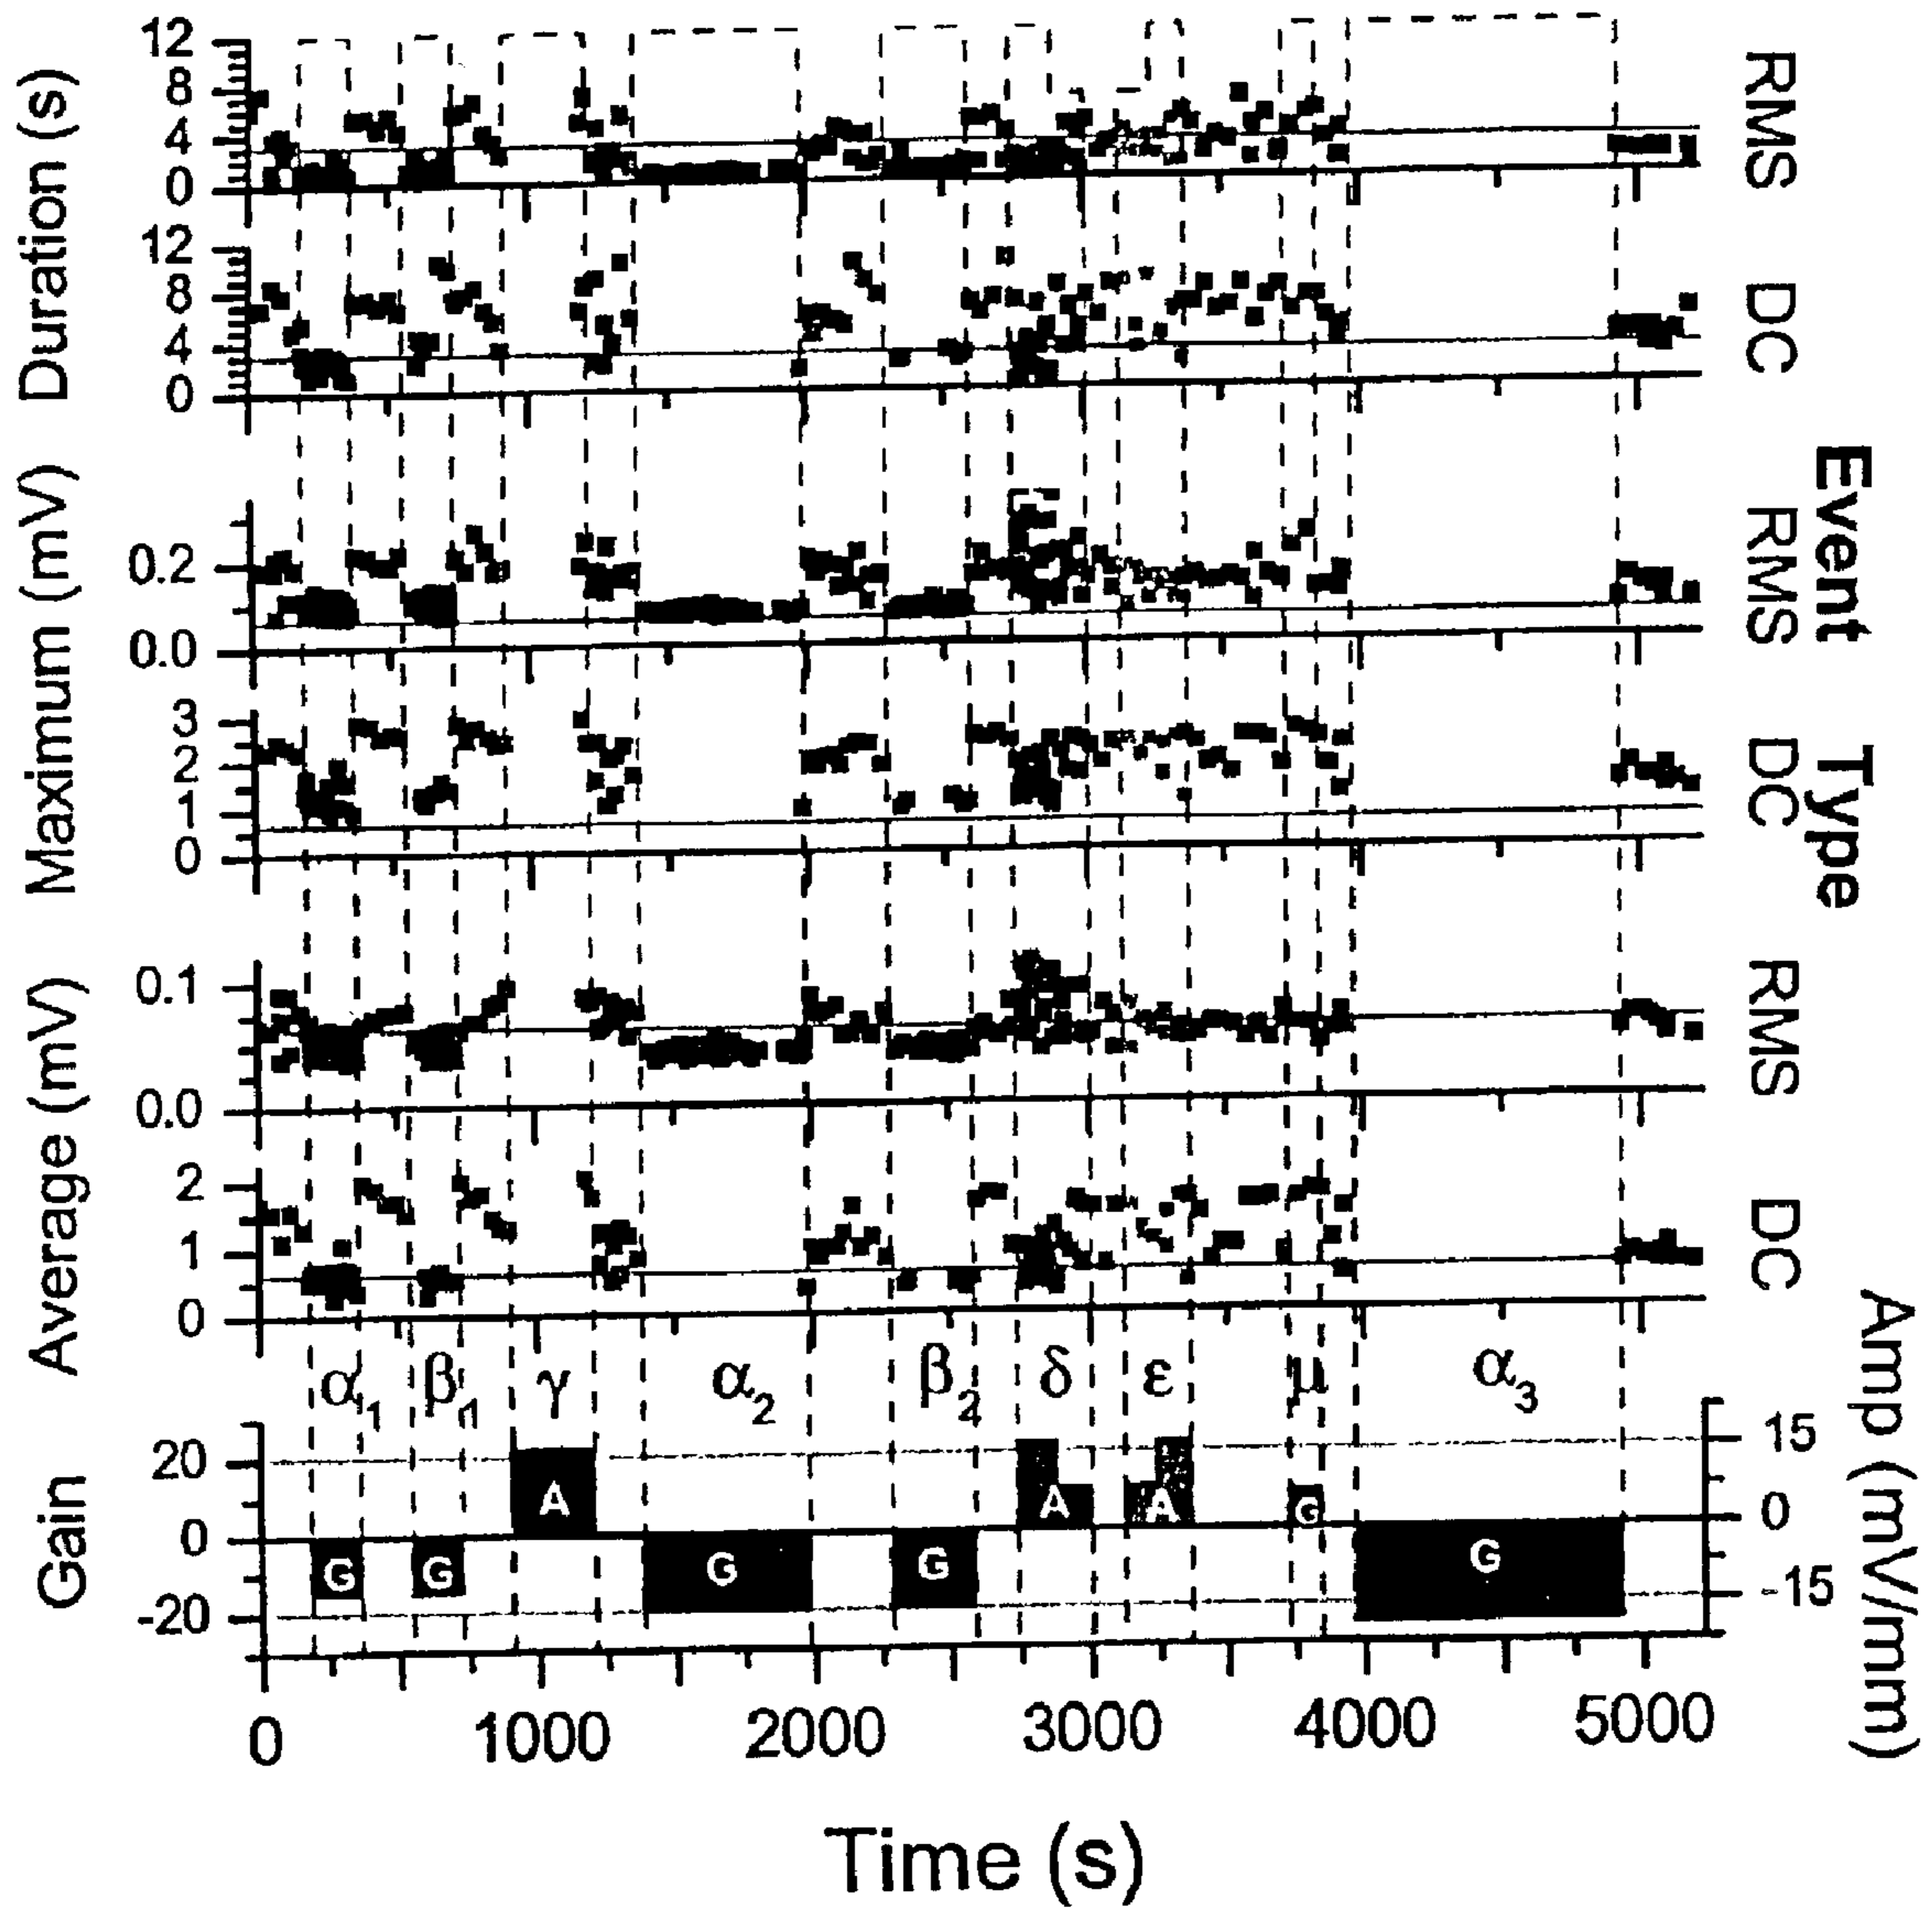 12
8
4
0
Duration (s)
RMS
12
8
4
0
DC
0.2
0.0
Maximum (mV)
RMS
3
2
1
0
DC
Event Type
0.1
0.0
Average (mV)
RMS
2
1
0
DC
α1 β1 γ α2 β2 δ ε μ α3
20
0
-20
Gain
G G A G G A A G G
15
0
-15
Amp (mV/mm)
0 1000 2000 3000 4000 5000
Time (s)